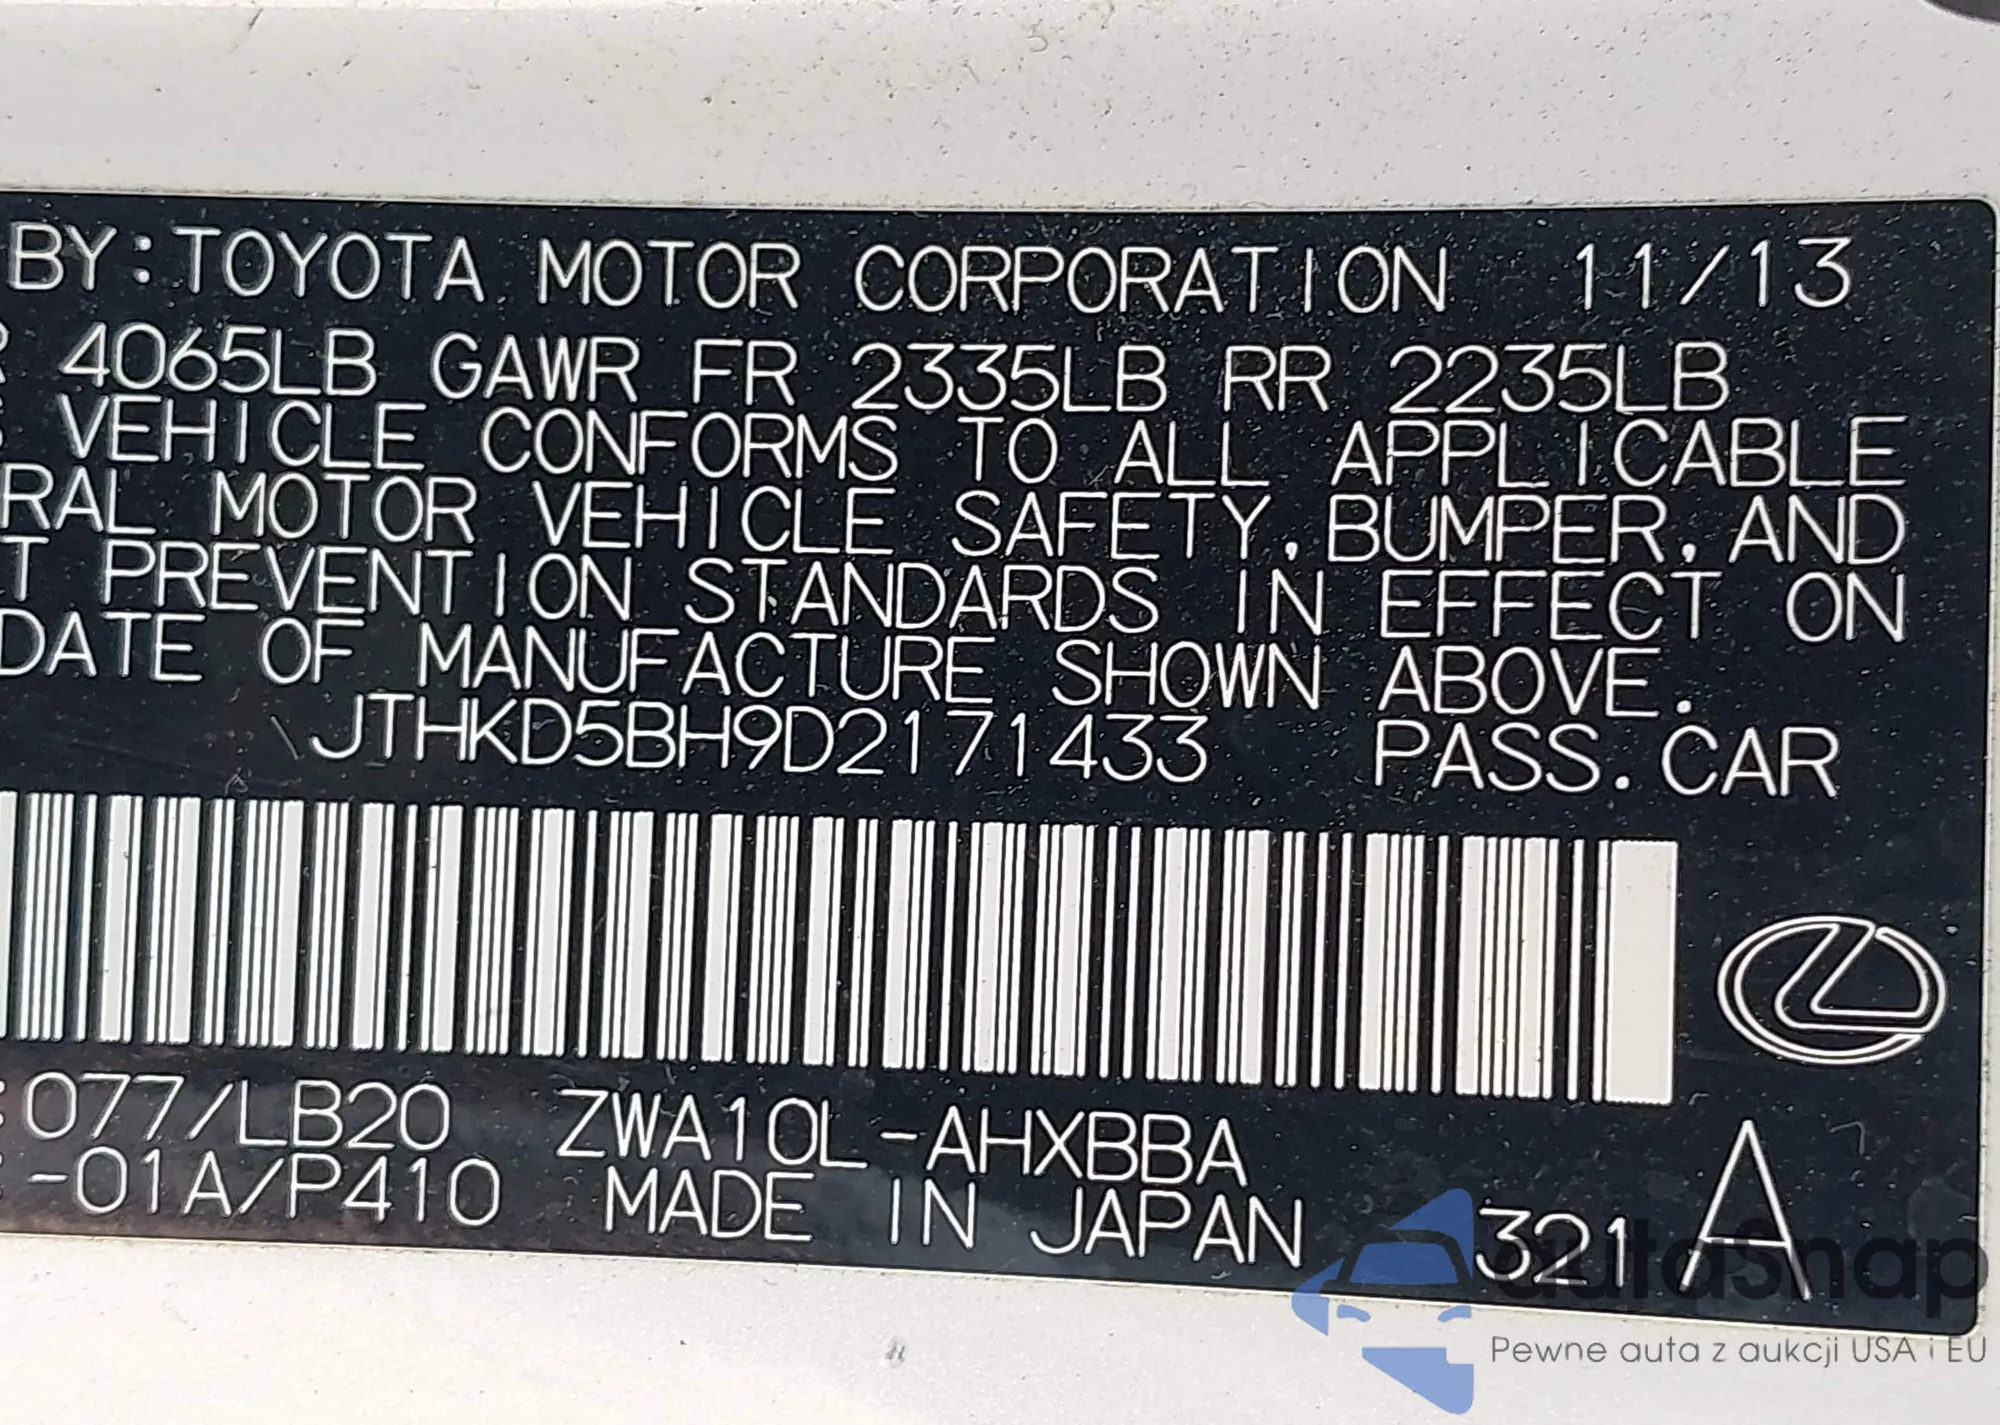 BY:TOYOTA MOTOR CORPORATION 11/13
R 4065LB GAWR FR 2335LB RR 2235LB
S VEHICLE CONFORMS TO ALL APPLICABLE
RAL MOTOR VEHICLE SAFETY,BUMPER,AND
T PREVENTION STANDARDS IN EFFECT ON
DATE OF MANUFACTURE SHOWN ABOVE.
JTHKD5BH9D2171433 PASS.CAR
:077/LB20 ZWA10L-AHXBBA
:-01A/P410 MADE IN JAPAN 321 A
autoSnap
Pewne auta z aukcji USA i EU